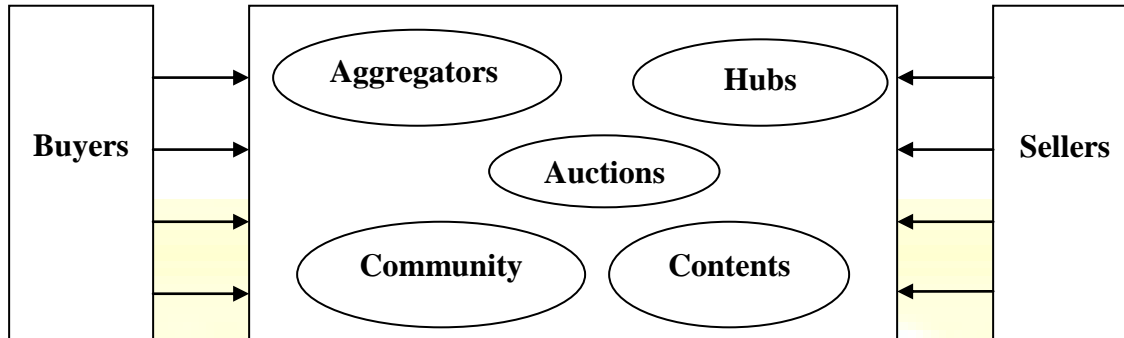 Aggregators
Hubs
Buyers
Auctions
Sellers
Community
Contents